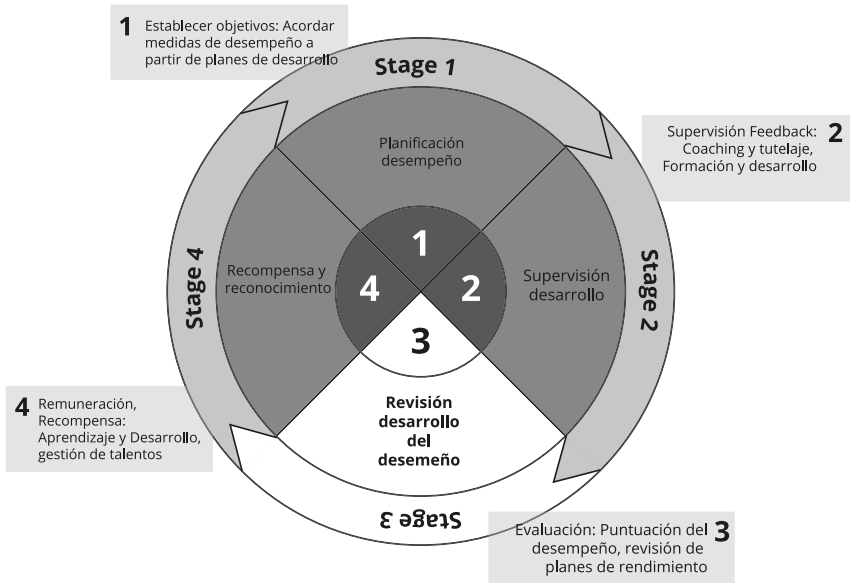 1 Establecer objetivos: Acordar
medidas de desempeño a
partir de planes de desarrollo
Stage 1
Planificación
desempeño
Supervisión Feedback: 2
Coaching y tutelaje,
Formación y desarrollo
1
Stage 4
Recompensa y
reconocimiento
4
2
Supervisión
desarrollo
Stage 2
3
Revisión
desarrollo
del
desemeño
4 Remuneración,
Recompensa:
Aprendizaje y Desarrollo,
gestión de talentos
Stage 3
Evaluación: Puntuación del 3
desempeño, revisión de
planes de rendimiento